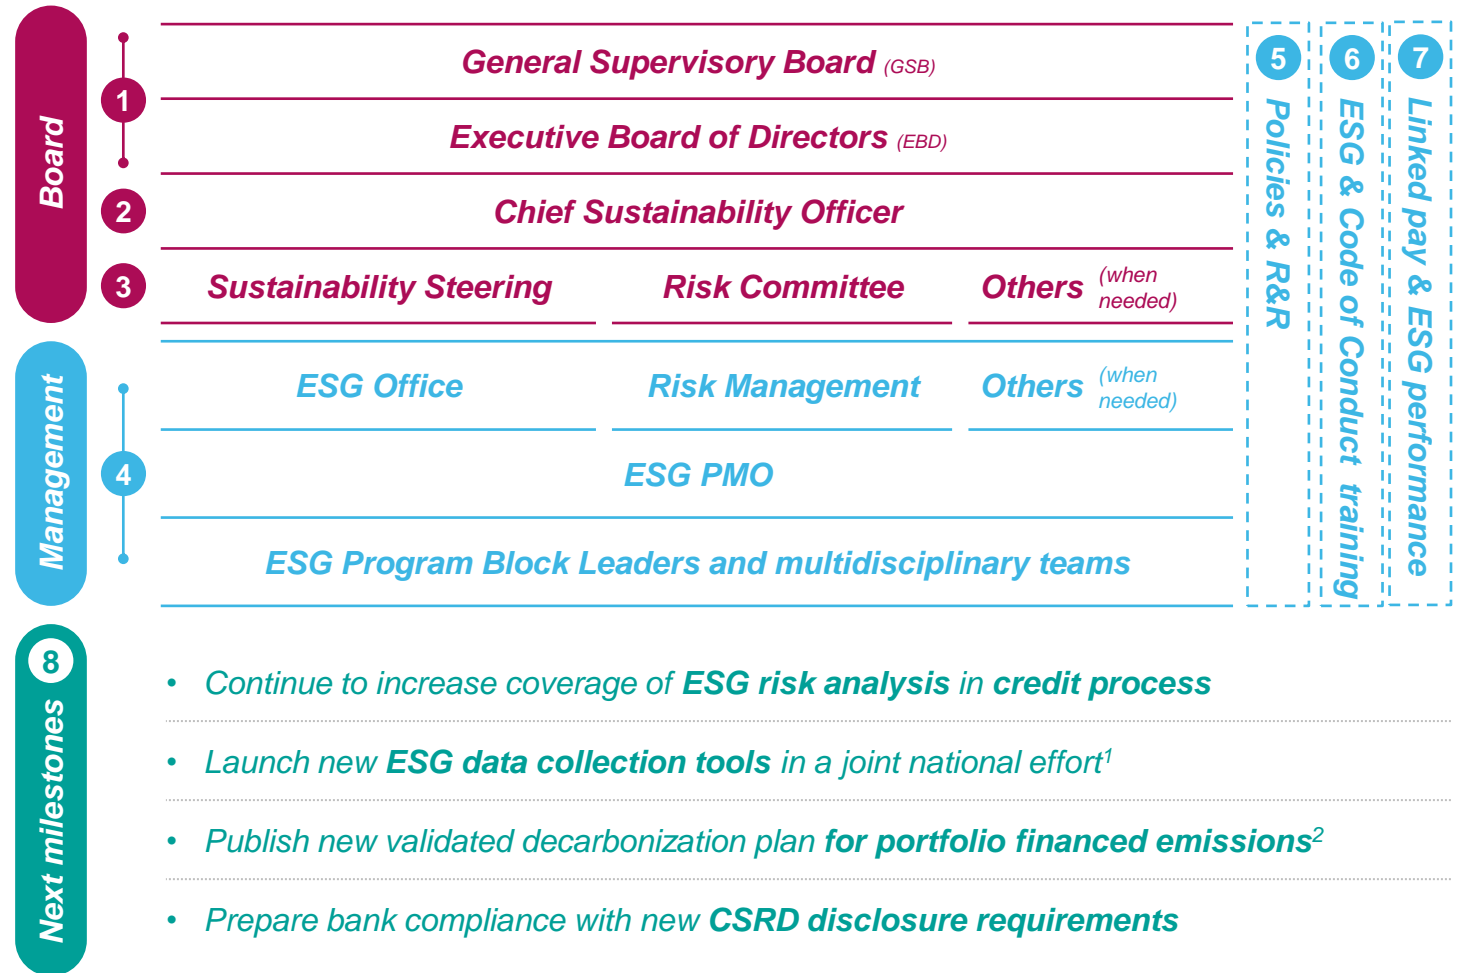 Board
1
General Supervisory Board (GSB)
Executive Board of Directors (EBD)
2
Chief Sustainability Officer
3
Sustainability Steering
Risk Committee
Others (when
needed)
Management
4
ESG Office
Risk Management
Others (when
needed)
ESG PMO
ESG Program Block Leaders and multidisciplinary teams
5
Policies & R&R
6
ESG & Code of Conduct training
7
Linked pay & ESG performance
8
Next milestones
• Continue to increase coverage of ESG risk analysis in credit process
• Launch new ESG data collection tools in a joint national effort1
• Publish new validated decarbonization plan for portfolio financed emissions2
• Prepare bank compliance with new CSRD disclosure requirements